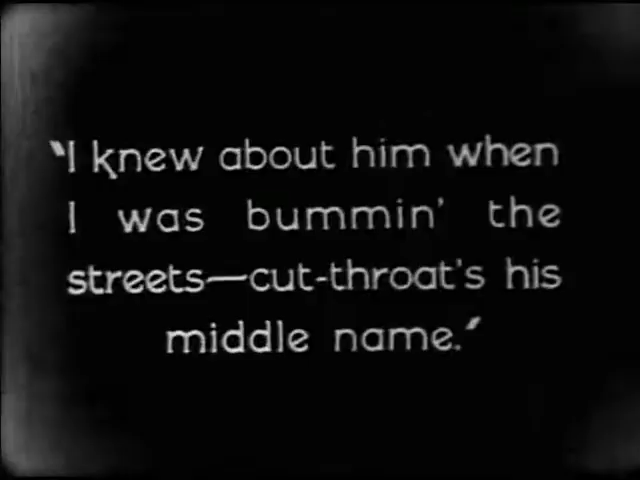 "I knew about him when
I was bummin' the
streets—cut-throat's his
middle name."